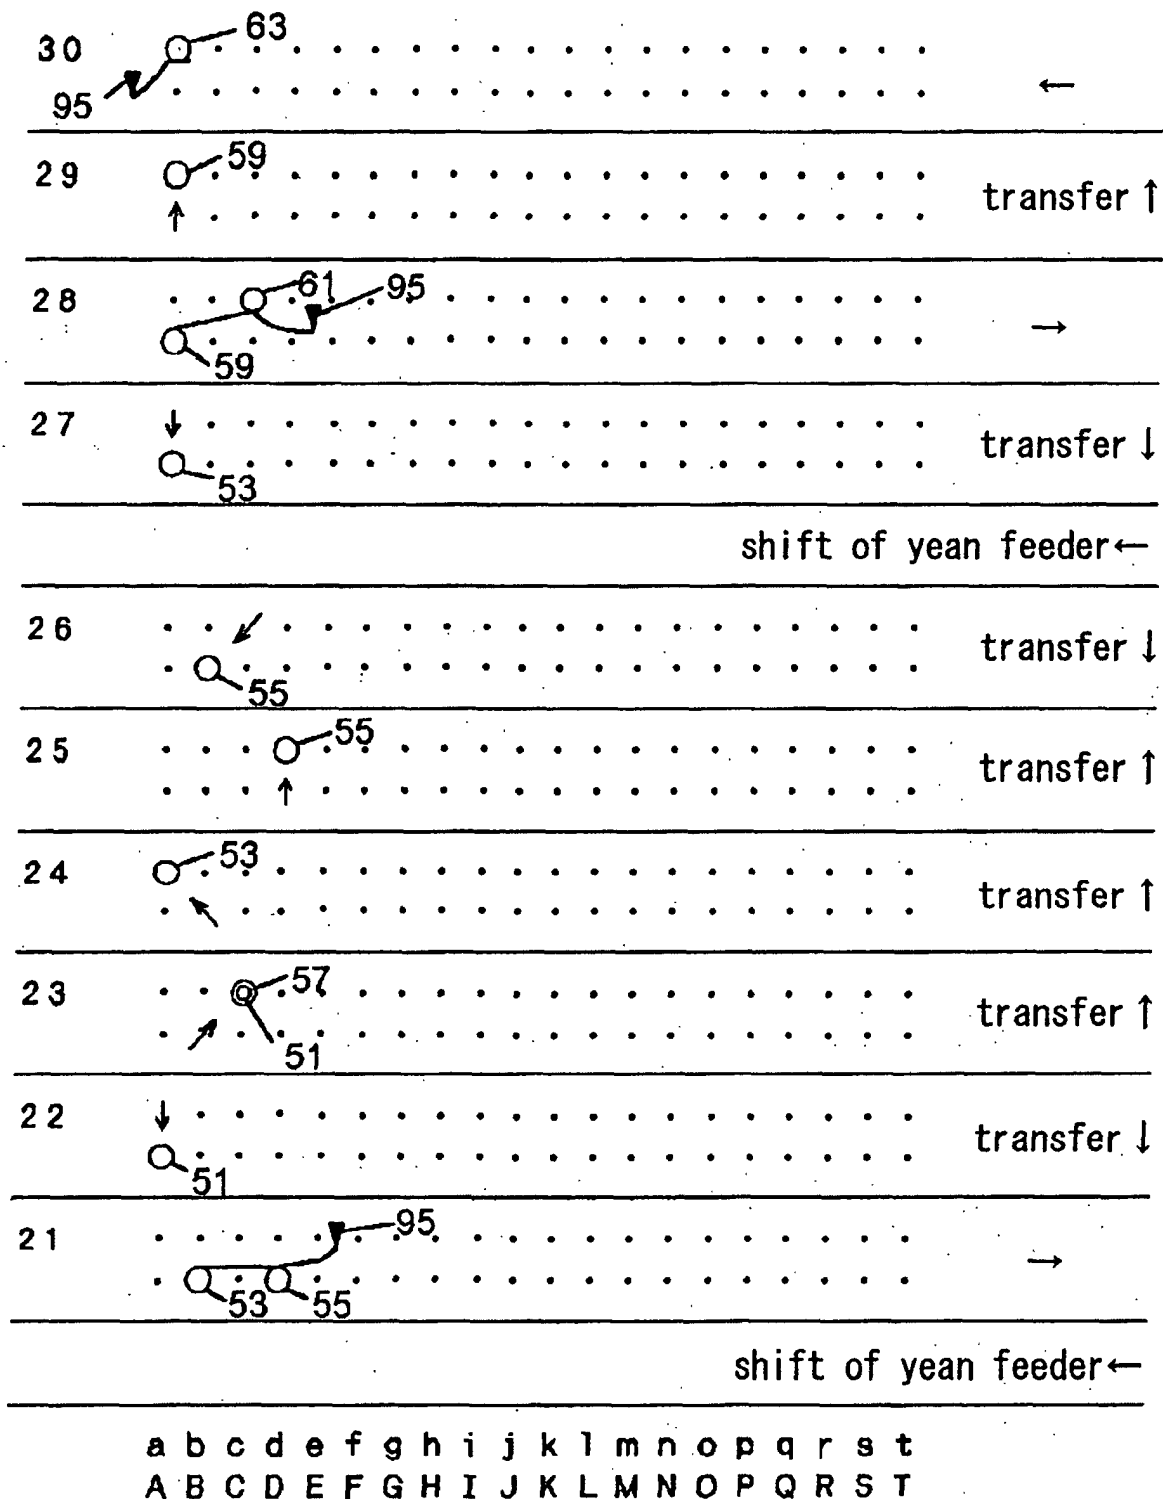 63
30
95 ←
59
29
transfer ↑
61 95
28 →
59
27
transfer ↓
53
shift of yean feeder←
26
transfer ↓
55
55
25
transfer ↑
53
24
transfer ↑
57
23
transfer ↑
51
22
transfer ↓
51
95
21 →
53 55
shift of yean feeder←
a b c d e f g h i j k l m n o p q r s t
A B C D E F G H I J K L M N O P Q R S T